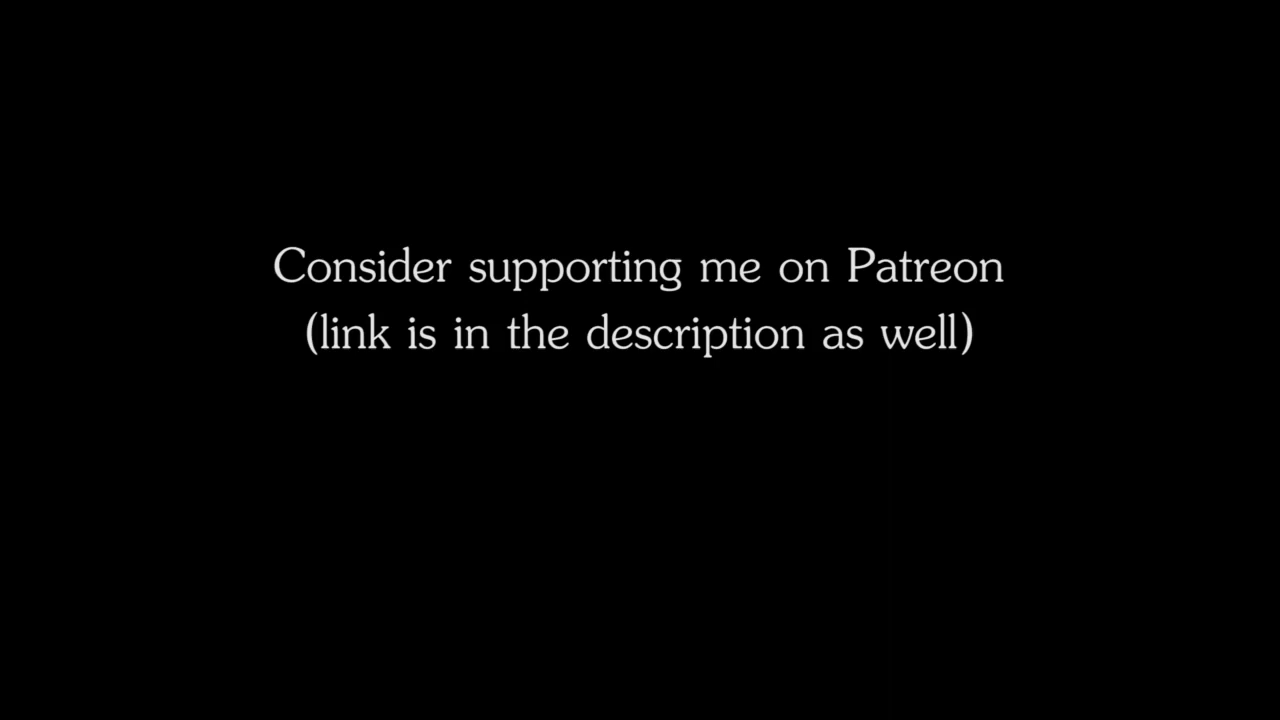 Consider supporting me on Patreon
(link is in the description as well)